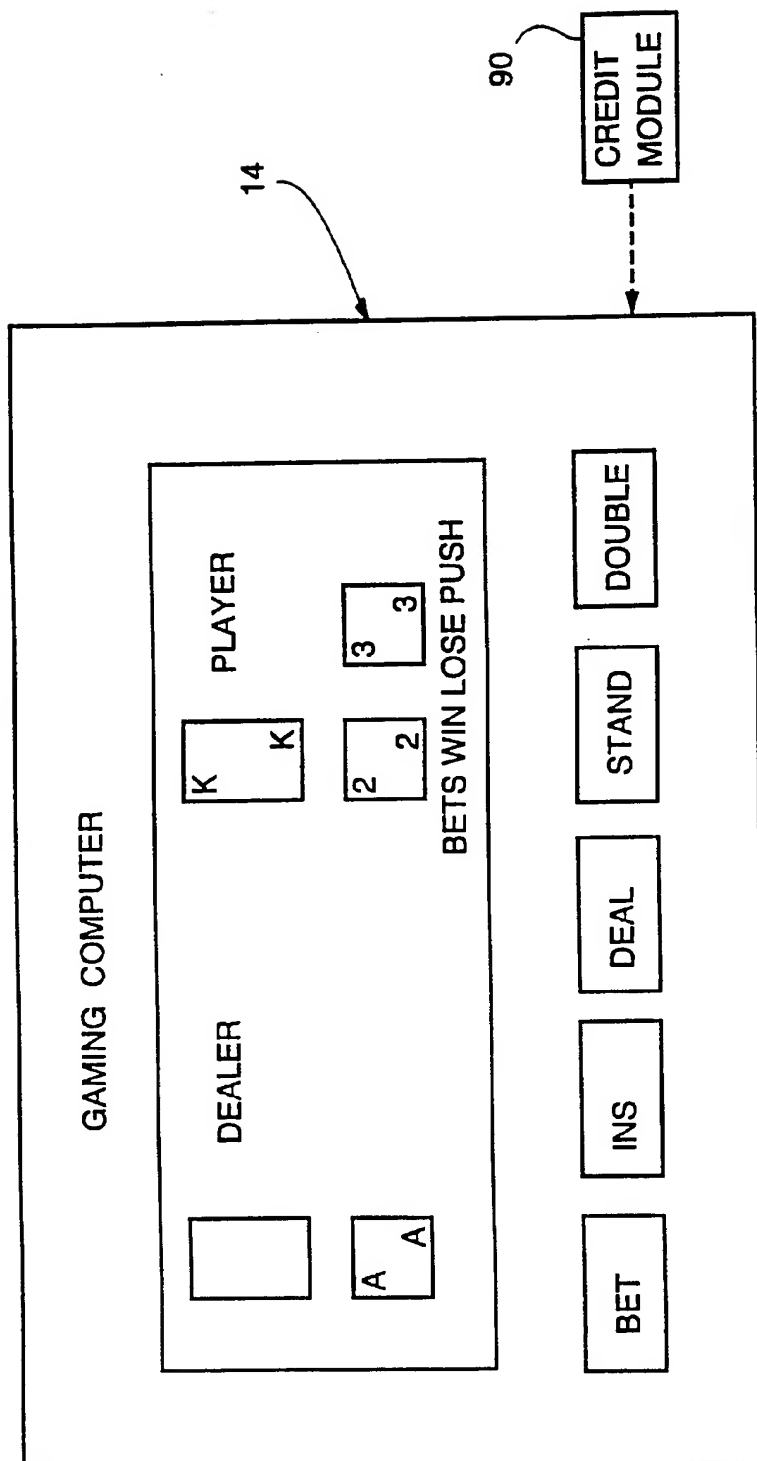 GAMING COMPUTER
14
90
CREDIT
MODULE
DEALER
PLAYER
K
K
A
A
2
2
3
3
BETS WIN LOSE PUSH
BET
INS
DEAL
STAND
DOUBLE